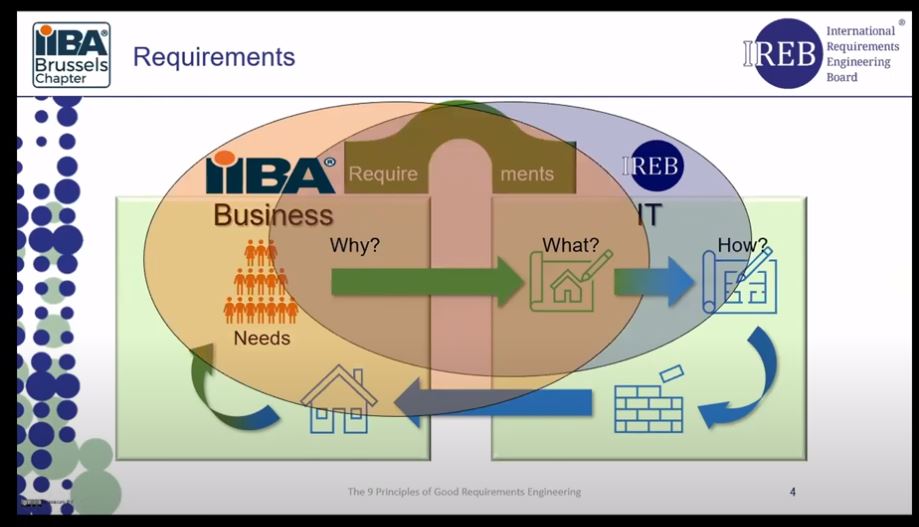 iiBA®
Brussels
Chapter
Requirements
IREB
International
Requirements
Engineering
Board
®
iiBA®
Require
ments
IREB
Business
IT
Why?
What?
How?
Needs
The 9 Principles of Good Requirements Engineering
4